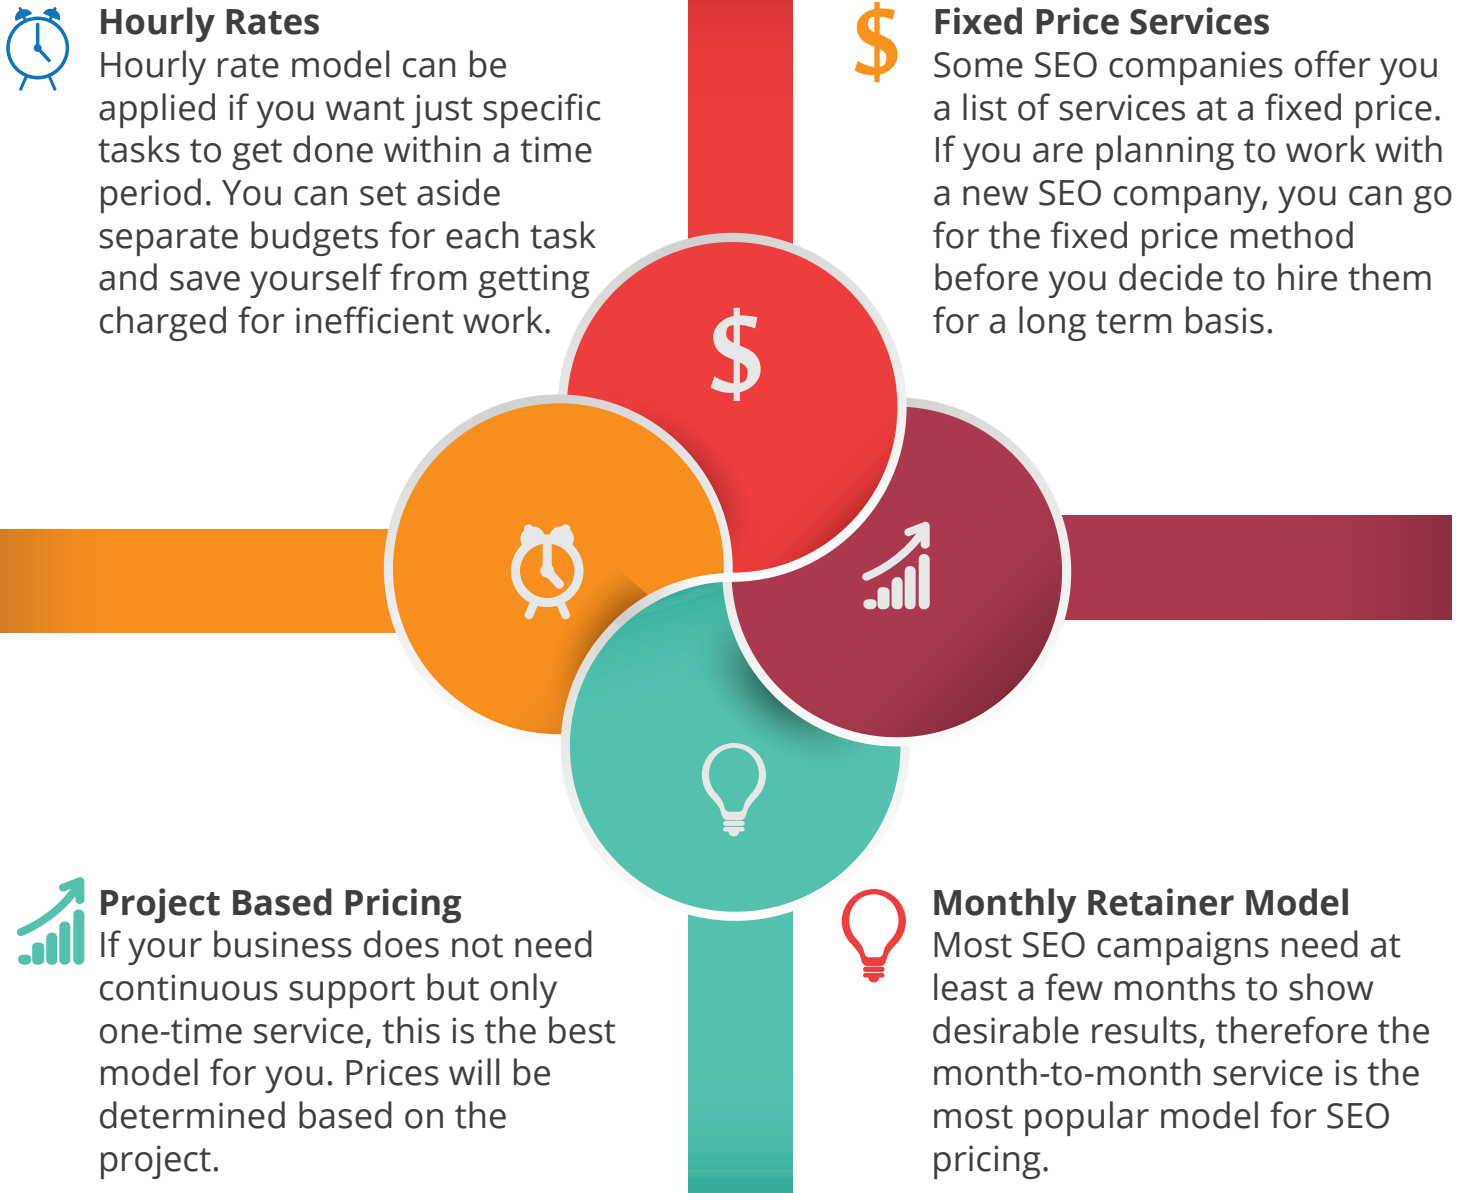 Hourly Rates
Hourly rate model can be
applied if you want just specific
tasks to get done within a time
period. You can set aside
separate budgets for each task
and save yourself from getting
charged for inefficient work.
$
Fixed Price Services
Some SEO companies offer you
a list of services at a fixed price.
If you are planning to work with
a new SEO company, you can go
for the fixed price method
before you decide to hire them
for a long term basis.
$
Project Based Pricing
If your business does not need
continuous support but only
one-time service, this is the best
model for you. Prices will be
determined based on the
project.
Monthly Retainer Model
Most SEO campaigns need at
least a few months to show
desirable results, therefore the
month-to-month service is the
most popular model for SEO
pricing.